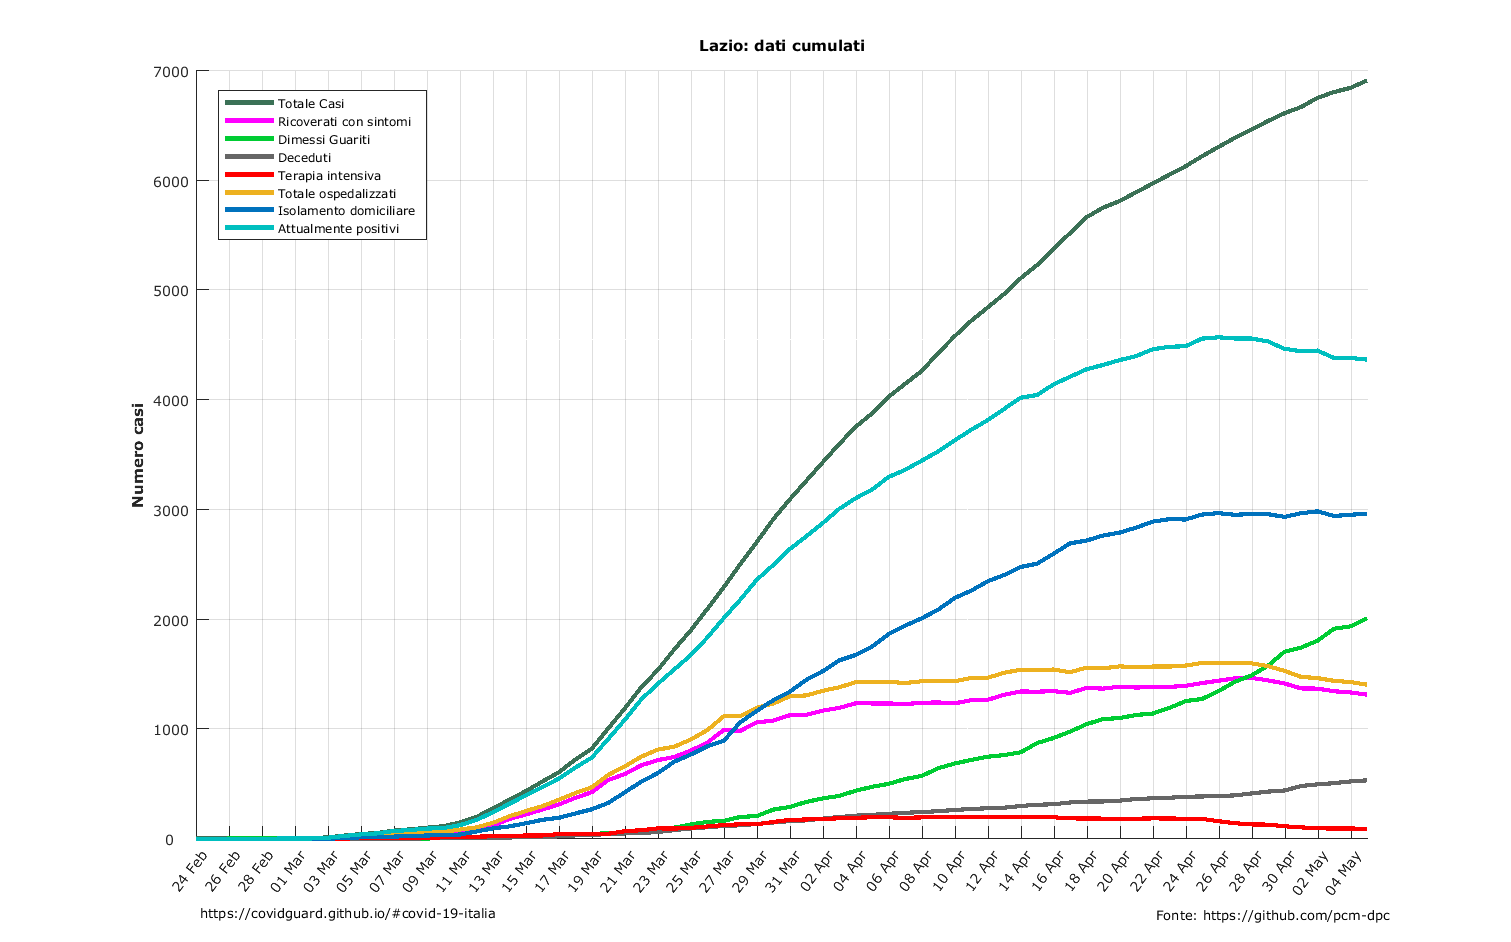 Lazio: dati cumulati
Numero casi
7000
6000
5000
4000
3000
2000
1000
0
Totale Casi
Ricoverati con sintomi
Dimessi Guariti
Deceduti
Terapia intensiva
Totale ospedalizzati
Isolamento domiciliare
Attualmente positivi
24 Feb
26 Feb
28 Feb
01 Mar
03 Mar
05 Mar
07 Mar
09 Mar
11 Mar
13 Mar
15 Mar
17 Mar
19 Mar
21 Mar
23 Mar
25 Mar
27 Mar
29 Mar
31 Mar
02 Apr
04 Apr
06 Apr
08 Apr
10 Apr
12 Apr
14 Apr
16 Apr
18 Apr
20 Apr
22 Apr
24 Apr
26 Apr
28 Apr
30 Apr
02 May
04 May
https://covidguard.github.io/#covid-19-italia
Fonte: https://github.com/pcm-dpc